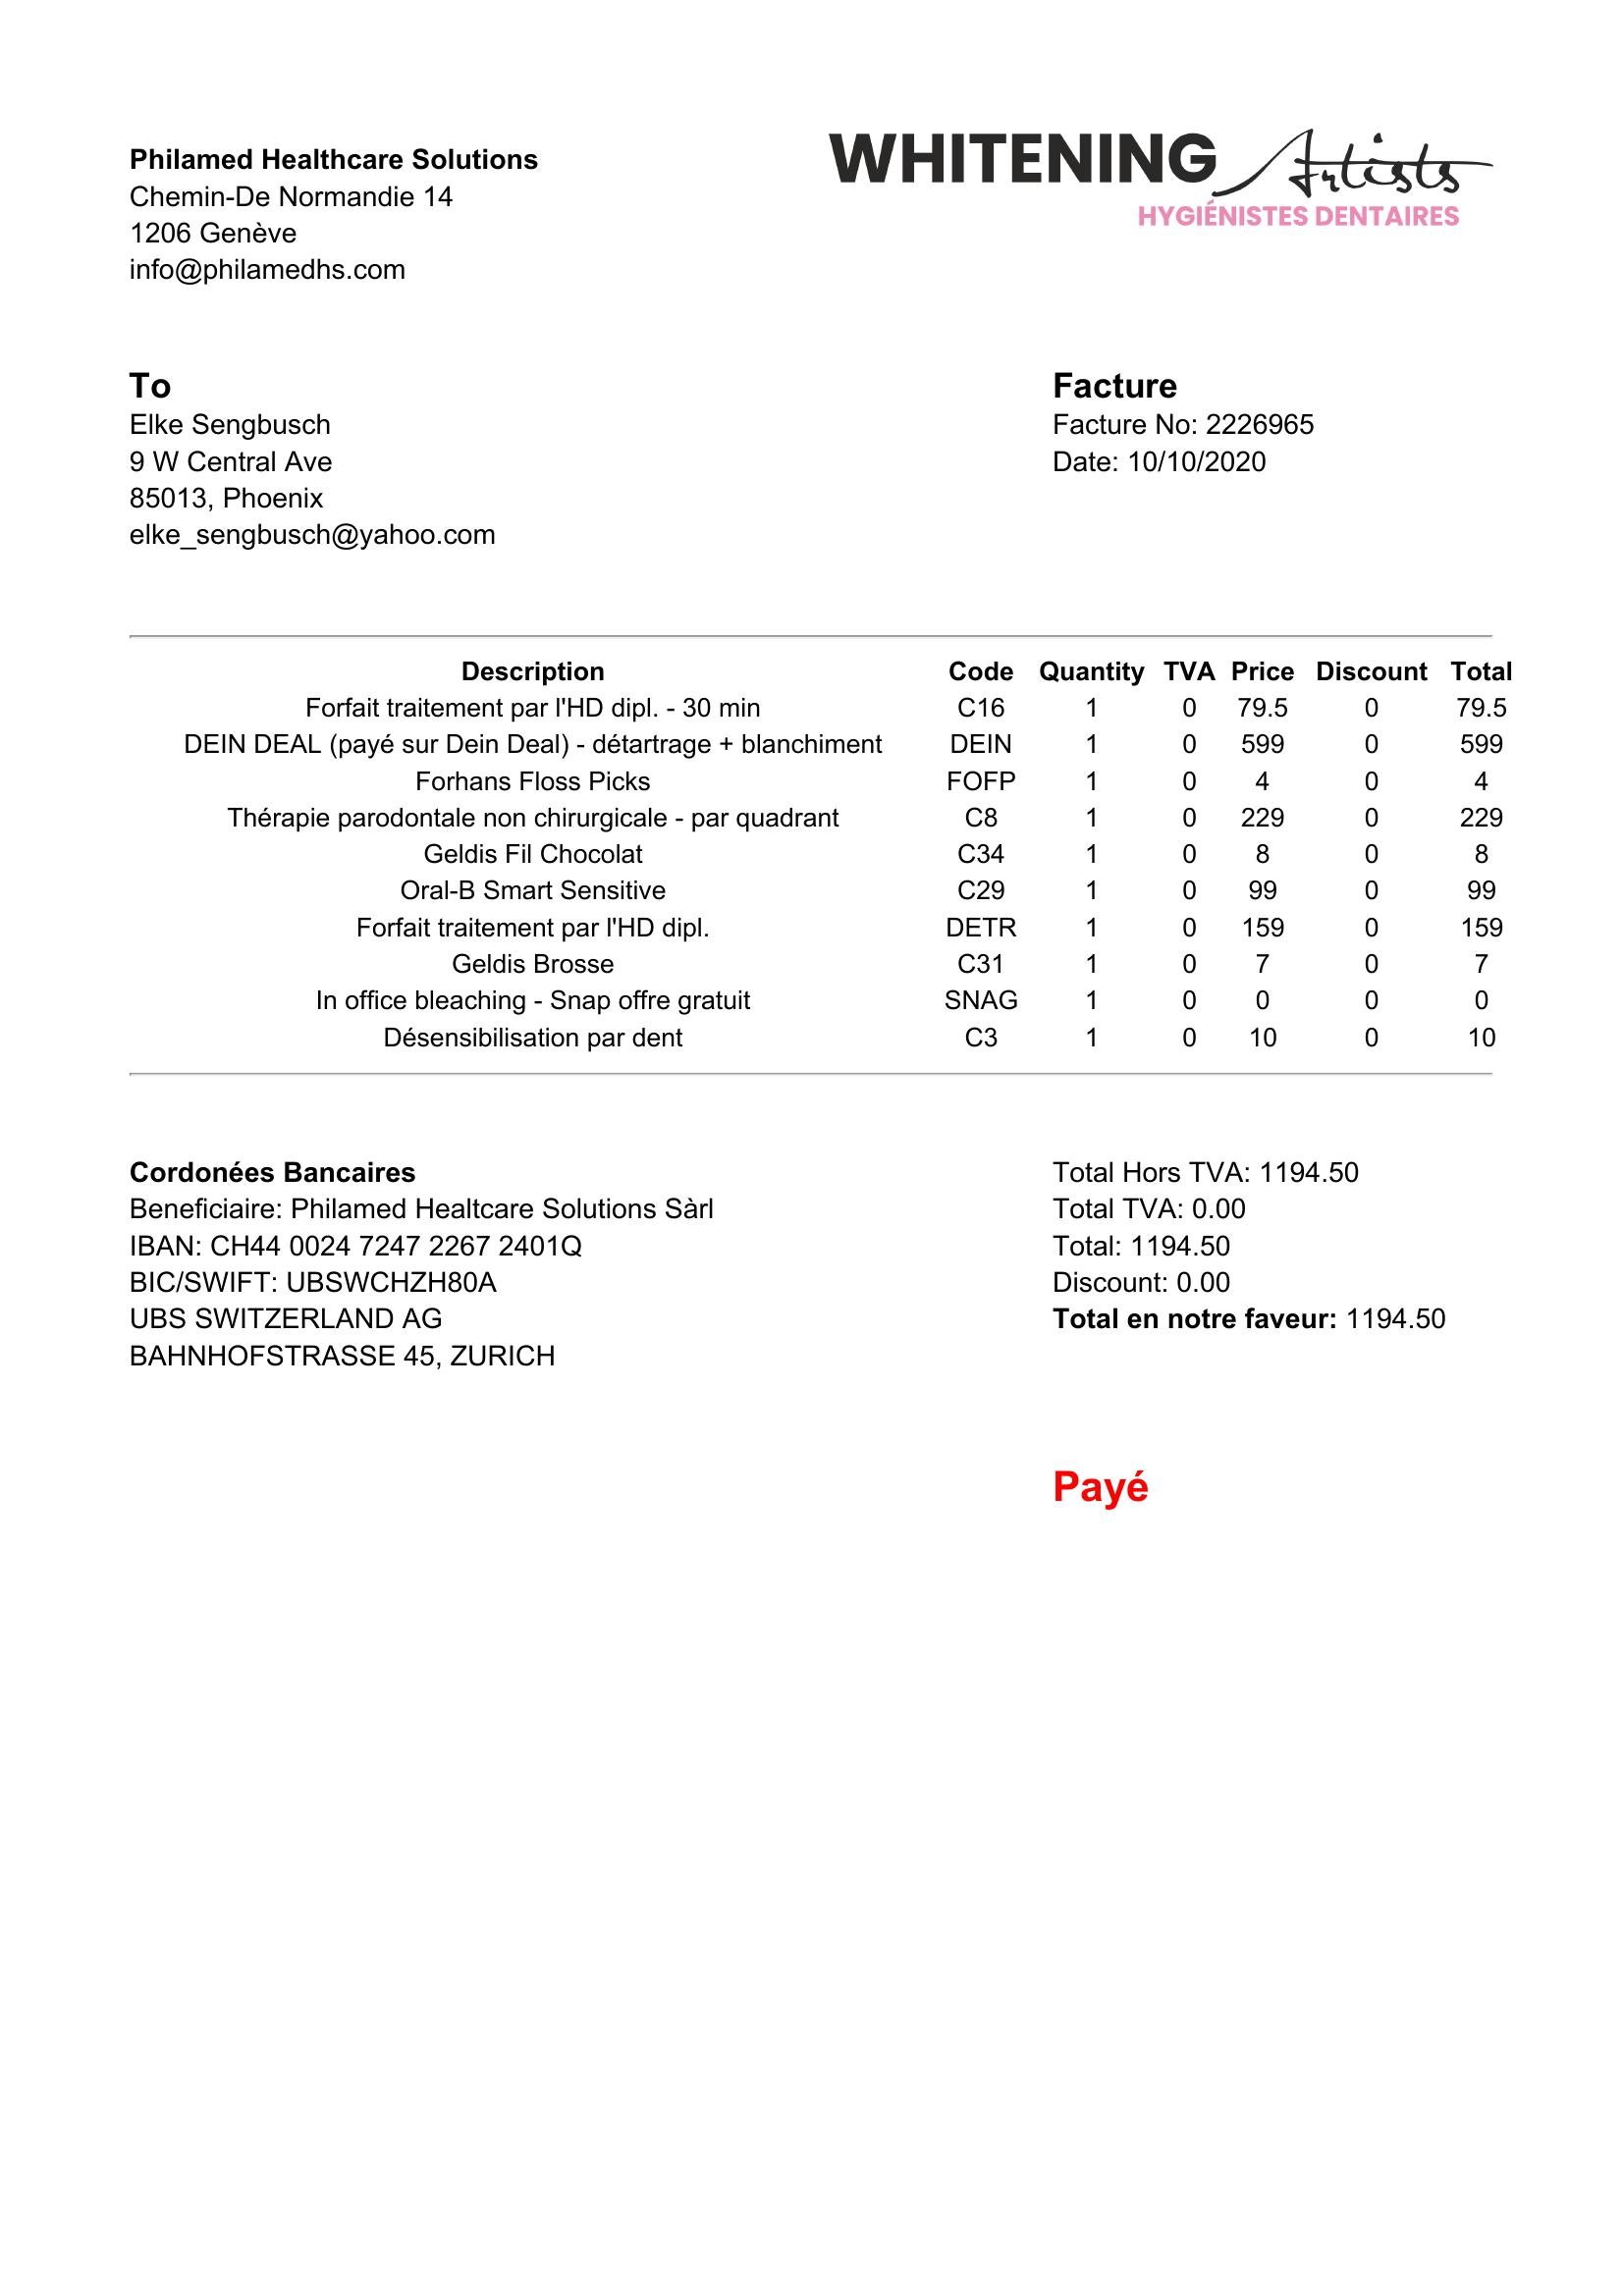 Philamed Healthcare Solutions
Chemin-De Normandie 14
1206 Genève
info@philamedhs.com
WHITENING Artists
HYGIÉNISTES DENTAIRES
To
Elke Sengbusch
9 W Central Ave
85013, Phoenix
elke_sengbusch@yahoo.com
Facture
Facture No: 2226965
Date: 10/10/2020
Description Code Quantity TVA Price Discount Total
Forfait traitement par l'HD dipl. - 30 min C16 1 0 79.5 0 79.5
DEIN DEAL (payé sur Dein Deal) - détartrage + blanchiment DEIN 1 0 599 0 599
Forhans Floss Picks FOFP 1 0 4 0 4
Thérapie parodontale non chirurgicale - par quadrant C8 1 0 229 0 229
Geldis Fil Chocolat C34 1 0 8 0 8
Oral-B Smart Sensitive C29 1 0 99 0 99
Forfait traitement par l'HD dipl. DETR 1 0 159 0 159
Geldis Brosse C31 1 0 7 0 7
In office bleaching - Snap offre gratuit SNAG 1 0 0 0 0
Désensibilisation par dent C3 1 0 10 0 10
Cordonées Bancaires
Beneficiaire: Philamed Healtcare Solutions Sàrl
IBAN: CH44 0024 7247 2267 2401Q
BIC/SWIFT: UBSWCHZH80A
UBS SWITZERLAND AG
BAHNHOFSTRASSE 45, ZURICH
Total Hors TVA: 1194.50
Total TVA: 0.00
Total: 1194.50
Discount: 0.00
Total en notre faveur: 1194.50
Payé